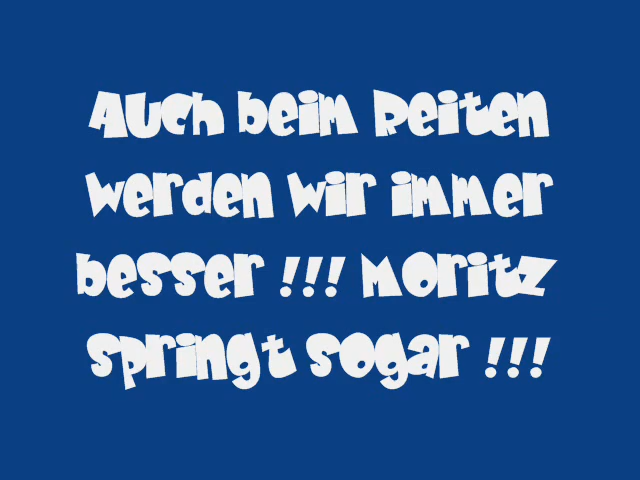 Auch beim Reiten
werden wir immer
besser !!! Moritz
springt sogar !!!